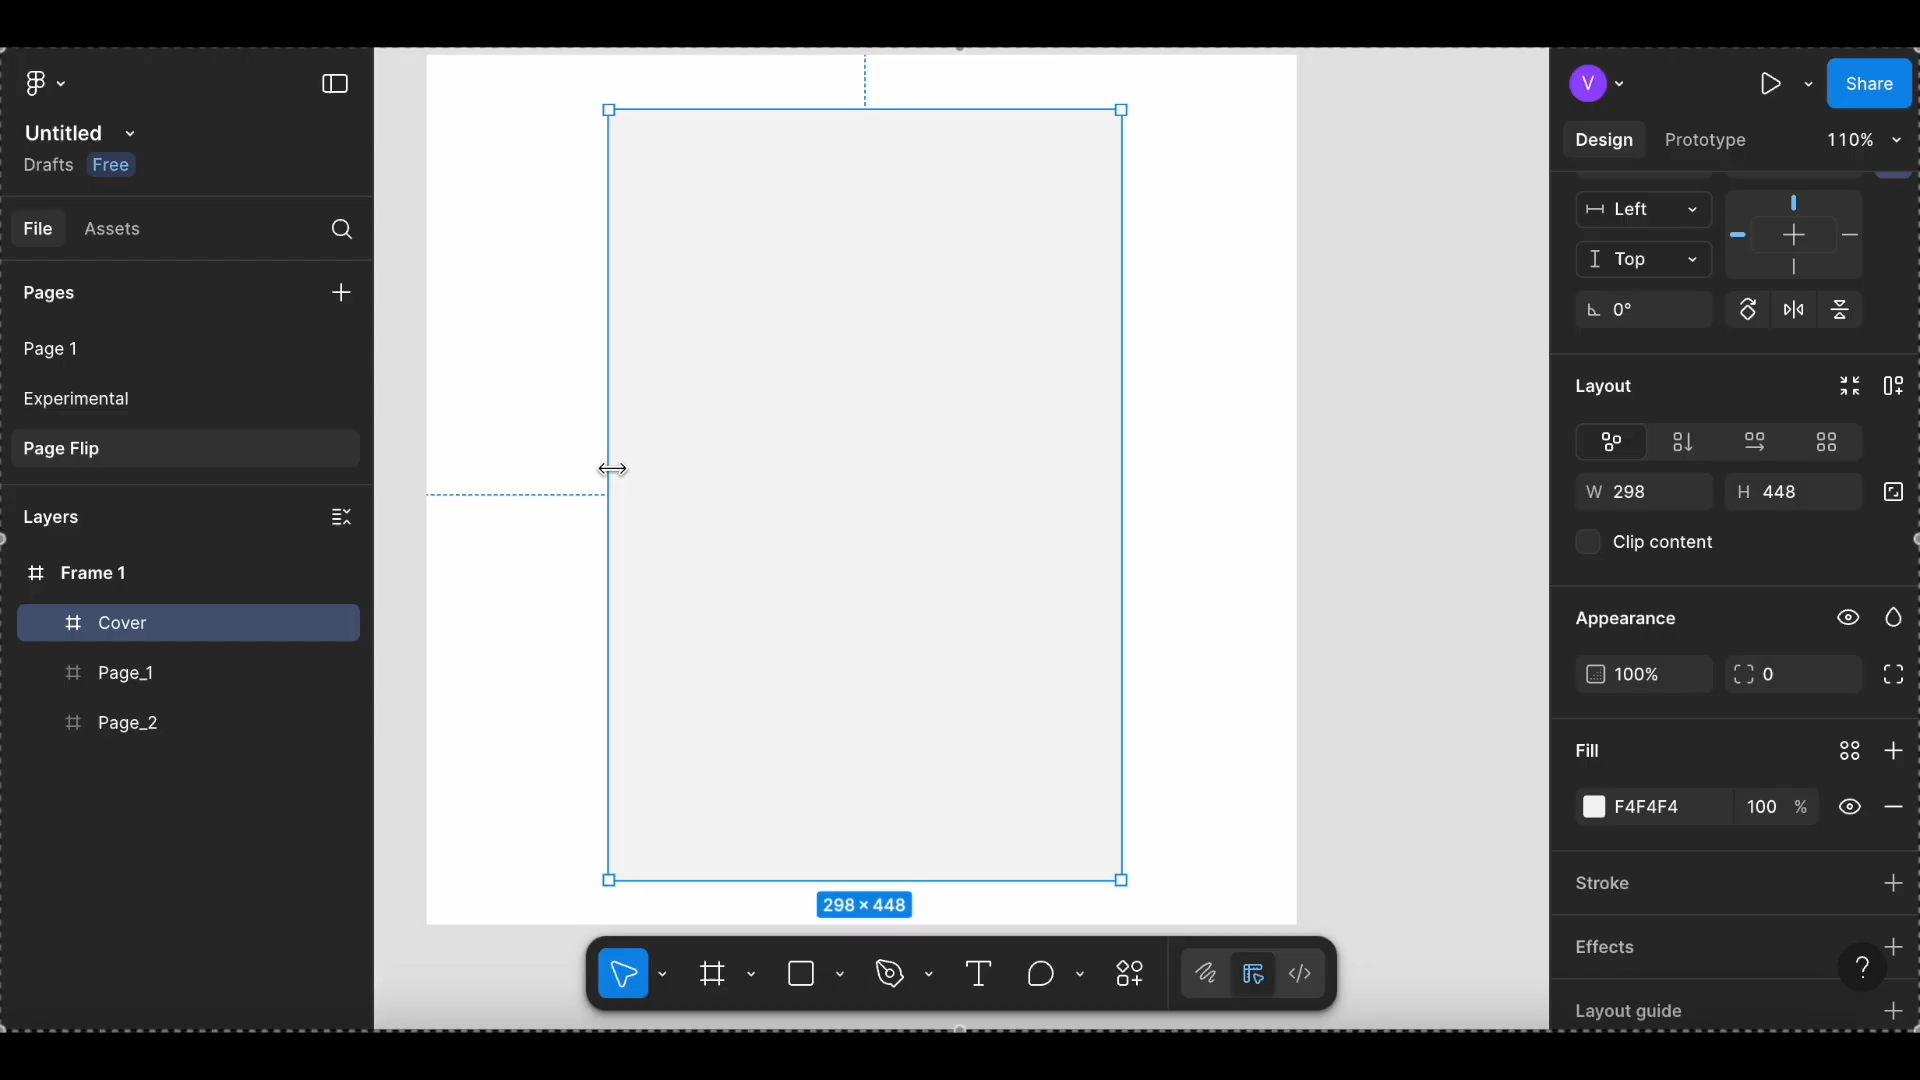 Untitled
Drafts Free
File Assets
Pages
Page 1
Experimental
Page Flip
Layers
Frame 1
Cover
Page_1
Page_2
298 × 448
T
V
Share
Design Prototype 110%
Left
Top
0°
Layout
W 298 H 448
Clip content
Appearance
100% 0
Fill
F4F4F4 100 %
Stroke
Effects
?
Layout guide